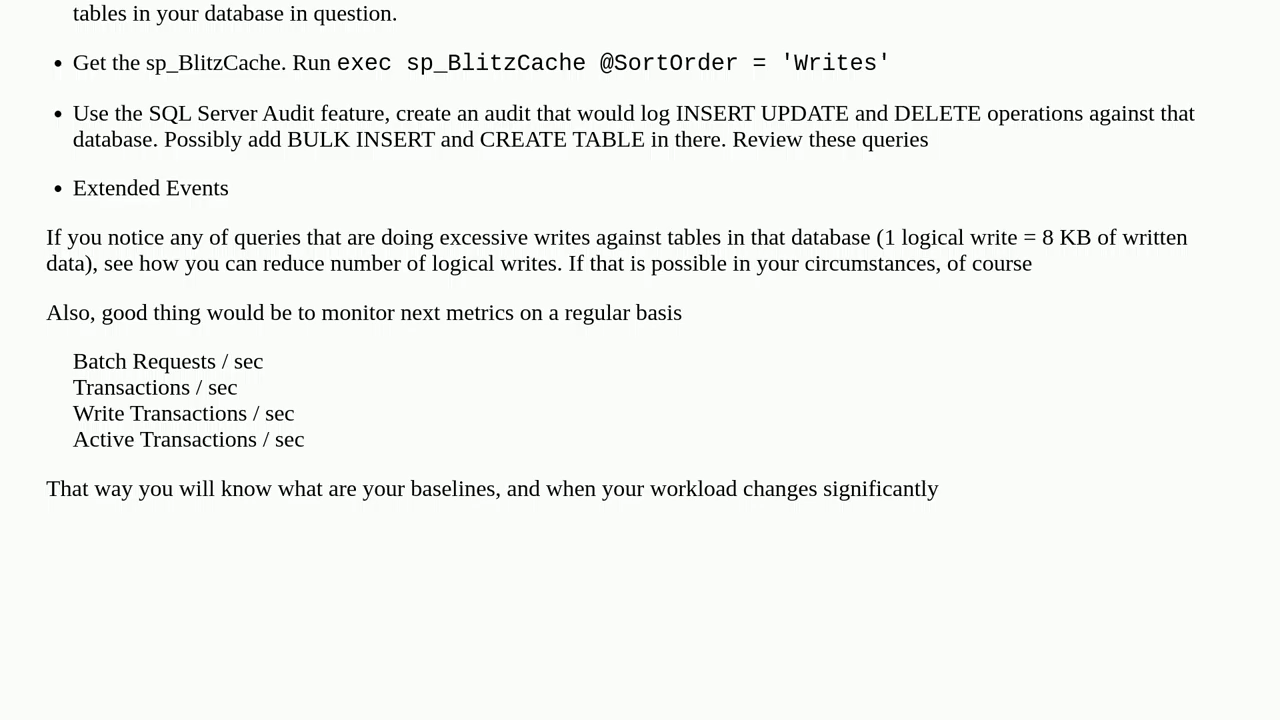 tables in your database in question.
• Get the sp_BlitzCache. Run exec sp_BlitzCache @SortOrder = 'Writes'
• Use the SQL Server Audit feature, create an audit that would log INSERT UPDATE and DELETE operations against that
database. Possibly add BULK INSERT and CREATE TABLE in there. Review these queries
• Extended Events
If you notice any of queries that are doing excessive writes against tables in that database (1 logical write = 8 KB of written
data), see how you can reduce number of logical writes. If that is possible in your circumstances, of course
Also, good thing would be to monitor next metrics on a regular basis
Batch Requests / sec
Transactions / sec
Write Transactions / sec
Active Transactions / sec
That way you will know what are your baselines, and when your workload changes significantly